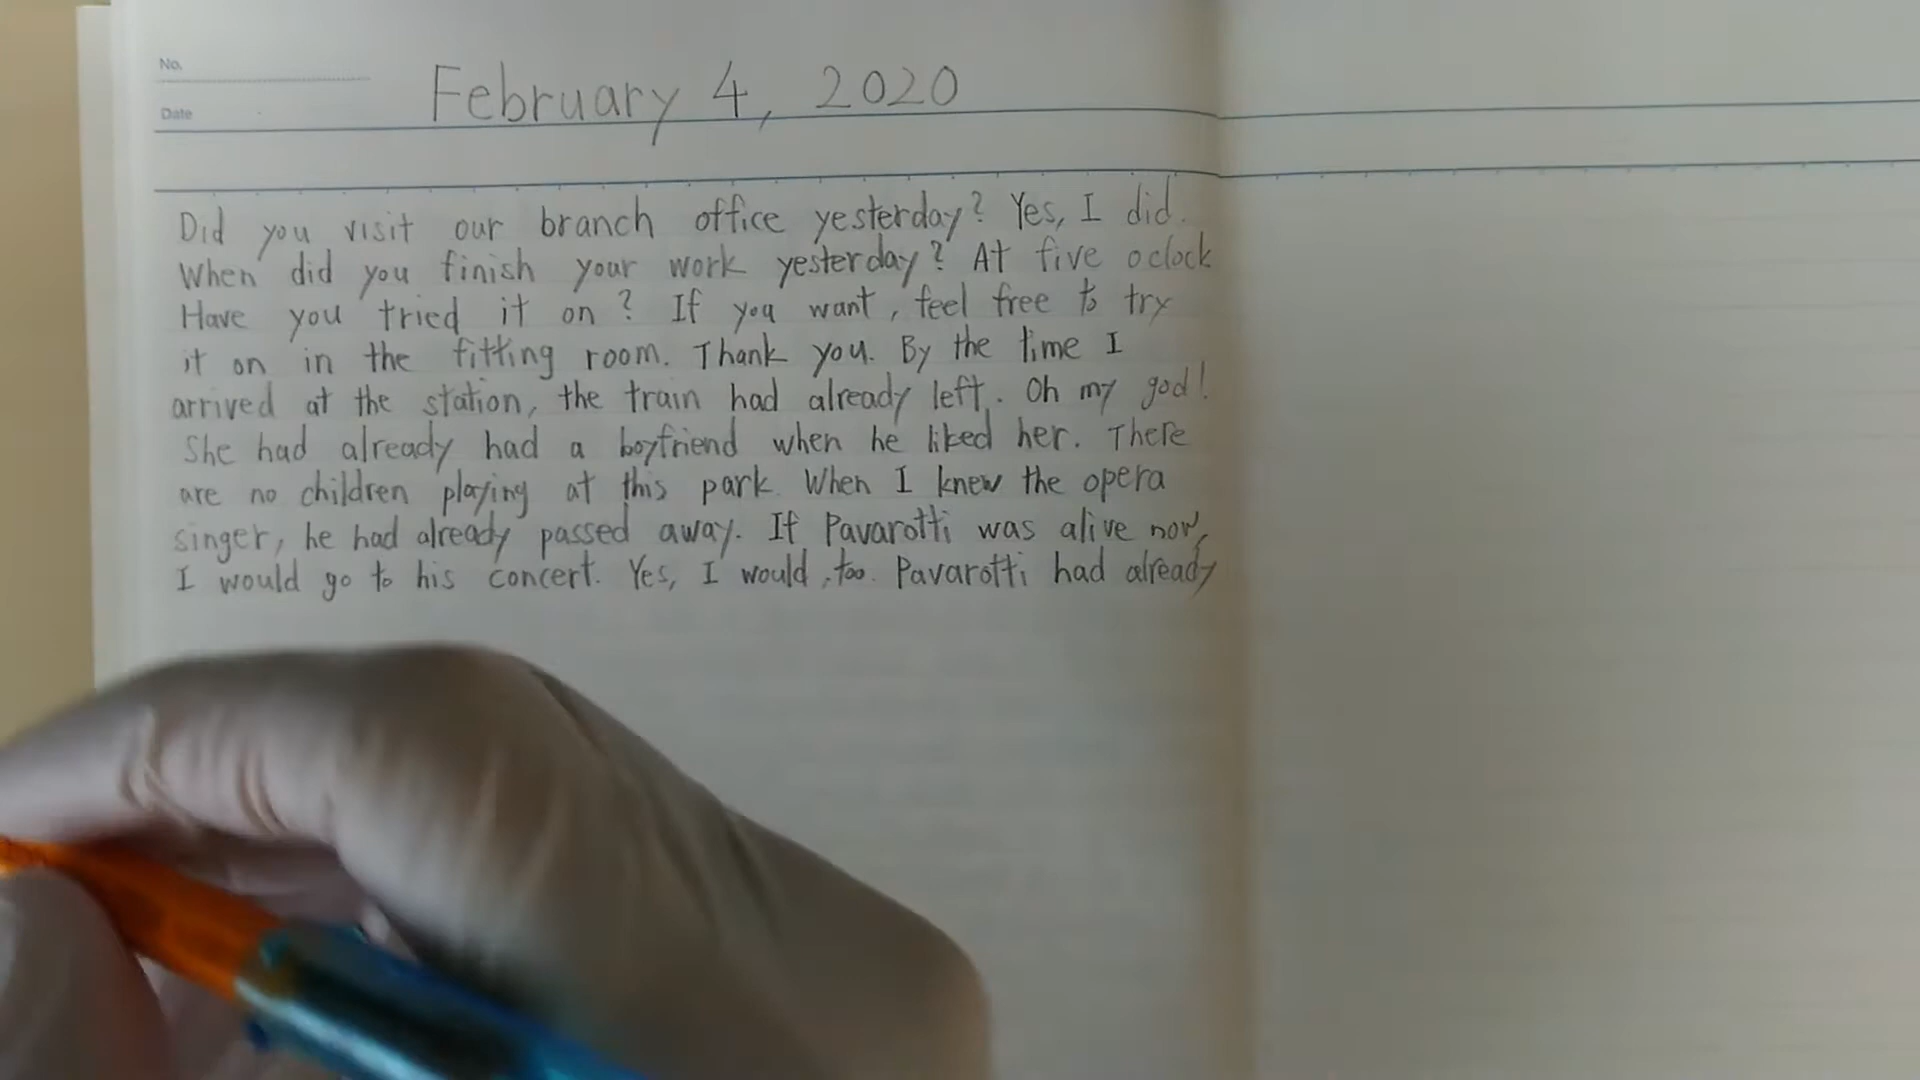 No.
Date
February 4, 2020
Did you visit our branch office yesterday? Yes, I did.
When did you finish your work yesterday? At five oclock
Have you tried it on? If you want, feel free to try
it on in the fitting room. Thank you. By the time I
arrived at the station, the train had already left. Oh my god!
She had already had a boyfriend when he liked her. There
are no children playing at this park. When I knew the opera
singer, he had already passed away. If Pavarotti was alive now,
I would go to his concert. Yes, I would, too. Pavarotti had already